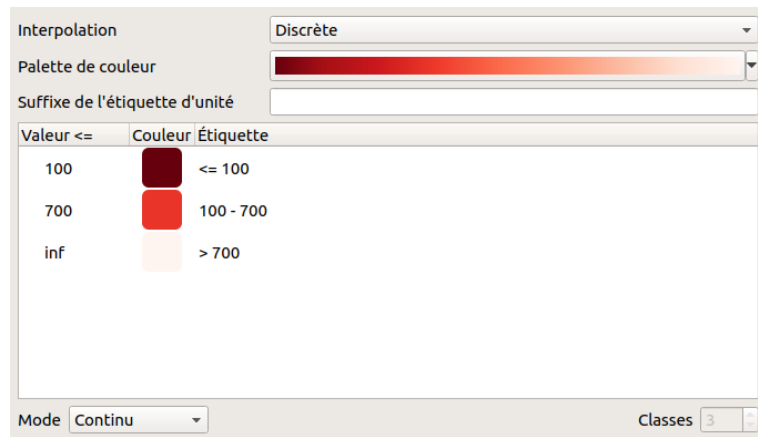 Interpolation Discrète
Palette de couleur
Suffixe de l'étiquette d'unité
Valeur <= Couleur Étiquette
100 <= 100
700 100 - 700
inf > 700
Mode Continu Classes 3